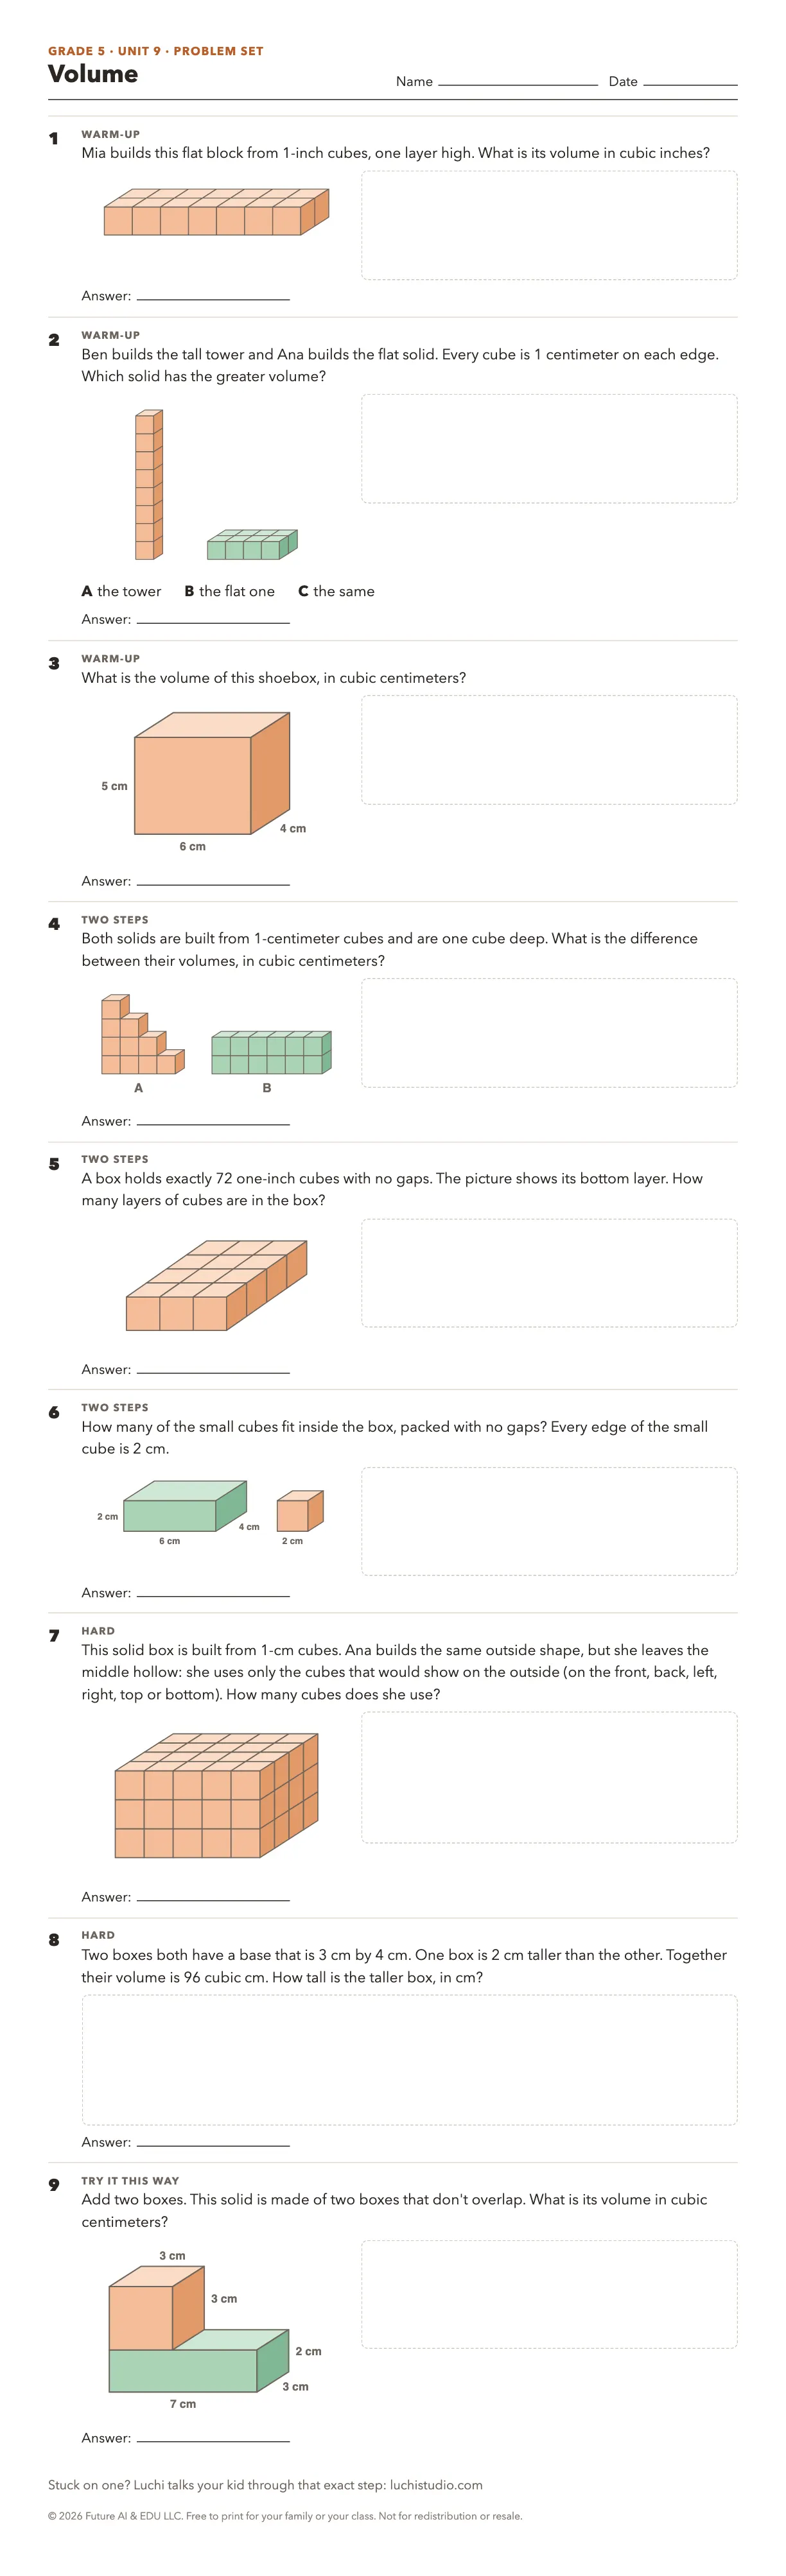 GRADE 5 · UNIT 9 · PROBLEM SET
Volume
Name Date
1
WARM-UP
Mia builds this flat block from 1-inch cubes, one layer high. What is its volume in cubic inches?
Answer:
2
WARM-UP
Ben builds the tall tower and Ana builds the flat solid. Every cube is 1 centimeter on each edge.
Which solid has the greater volume?
A the tower B the flat one C the same
Answer:
3
WARM-UP
What is the volume of this shoebox, in cubic centimeters?
5 cm
4 cm
6 cm
Answer:
4
TWO STEPS
Both solids are built from 1-centimeter cubes and are one cube deep. What is the difference
between their volumes, in cubic centimeters?
A B
Answer:
5
TWO STEPS
A box holds exactly 72 one-inch cubes with no gaps. The picture shows its bottom layer. How
many layers of cubes are in the box?
Answer:
6
TWO STEPS
How many of the small cubes fit inside the box, packed with no gaps? Every edge of the small
cube is 2 cm.
2 cm
4 cm
6 cm 2 cm
Answer:
7
HARD
This solid box is built from 1-cm cubes. Ana builds the same outside shape, but she leaves the
middle hollow: she uses only the cubes that would show on the outside (on the front, back, left,
right, top or bottom). How many cubes does she use?
Answer:
8
HARD
Two boxes both have a base that is 3 cm by 4 cm. One box is 2 cm taller than the other. Together
their volume is 96 cubic cm. How tall is the taller box, in cm?
Answer:
9
TRY IT THIS WAY
Add two boxes. This solid is made of two boxes that don't overlap. What is its volume in cubic
centimeters?
3 cm
3 cm
2 cm
3 cm
7 cm
Answer:
Stuck on one? Luchi talks your kid through that exact step: luchistudio.com
© 2026 Future AI & EDU LLC. Free to print for your family or your class. Not for redistribution or resale.